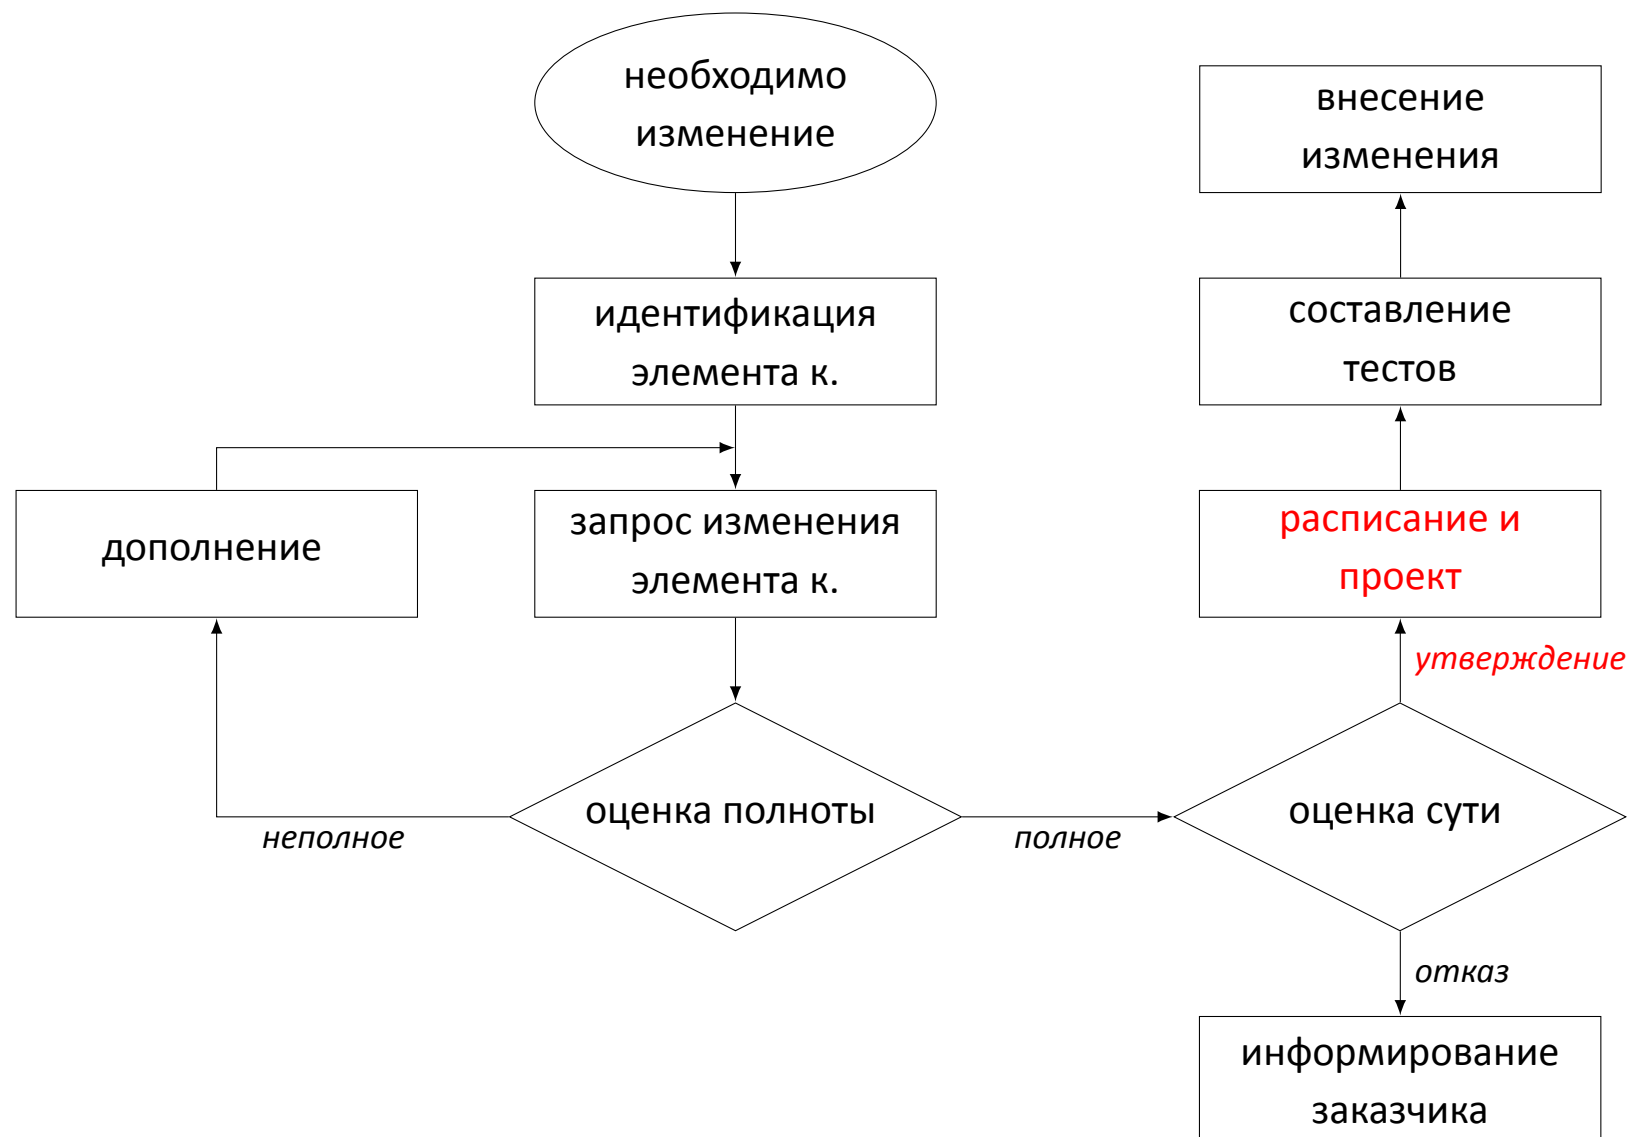 необходимо
изменение
идентификация
элемента к.
дополнение
запрос изменения
элемента к.
неполное
оценка полноты
полное
оценка сути
утверждение
расписание и
проект
составление
тестов
внесение
изменения
отказ
информирование
заказчика